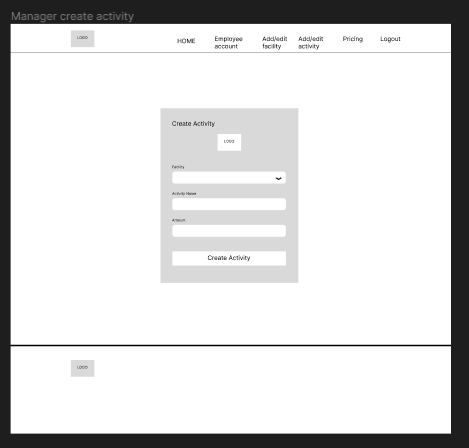 Manager create activity
LOGO
HOME
Employee
account
Add/edit
facility
Add/edit
activity
Pricing
Logout
Create Activity
LOGO
Facility
Activity Name
Amount
Create Activity
LOGO